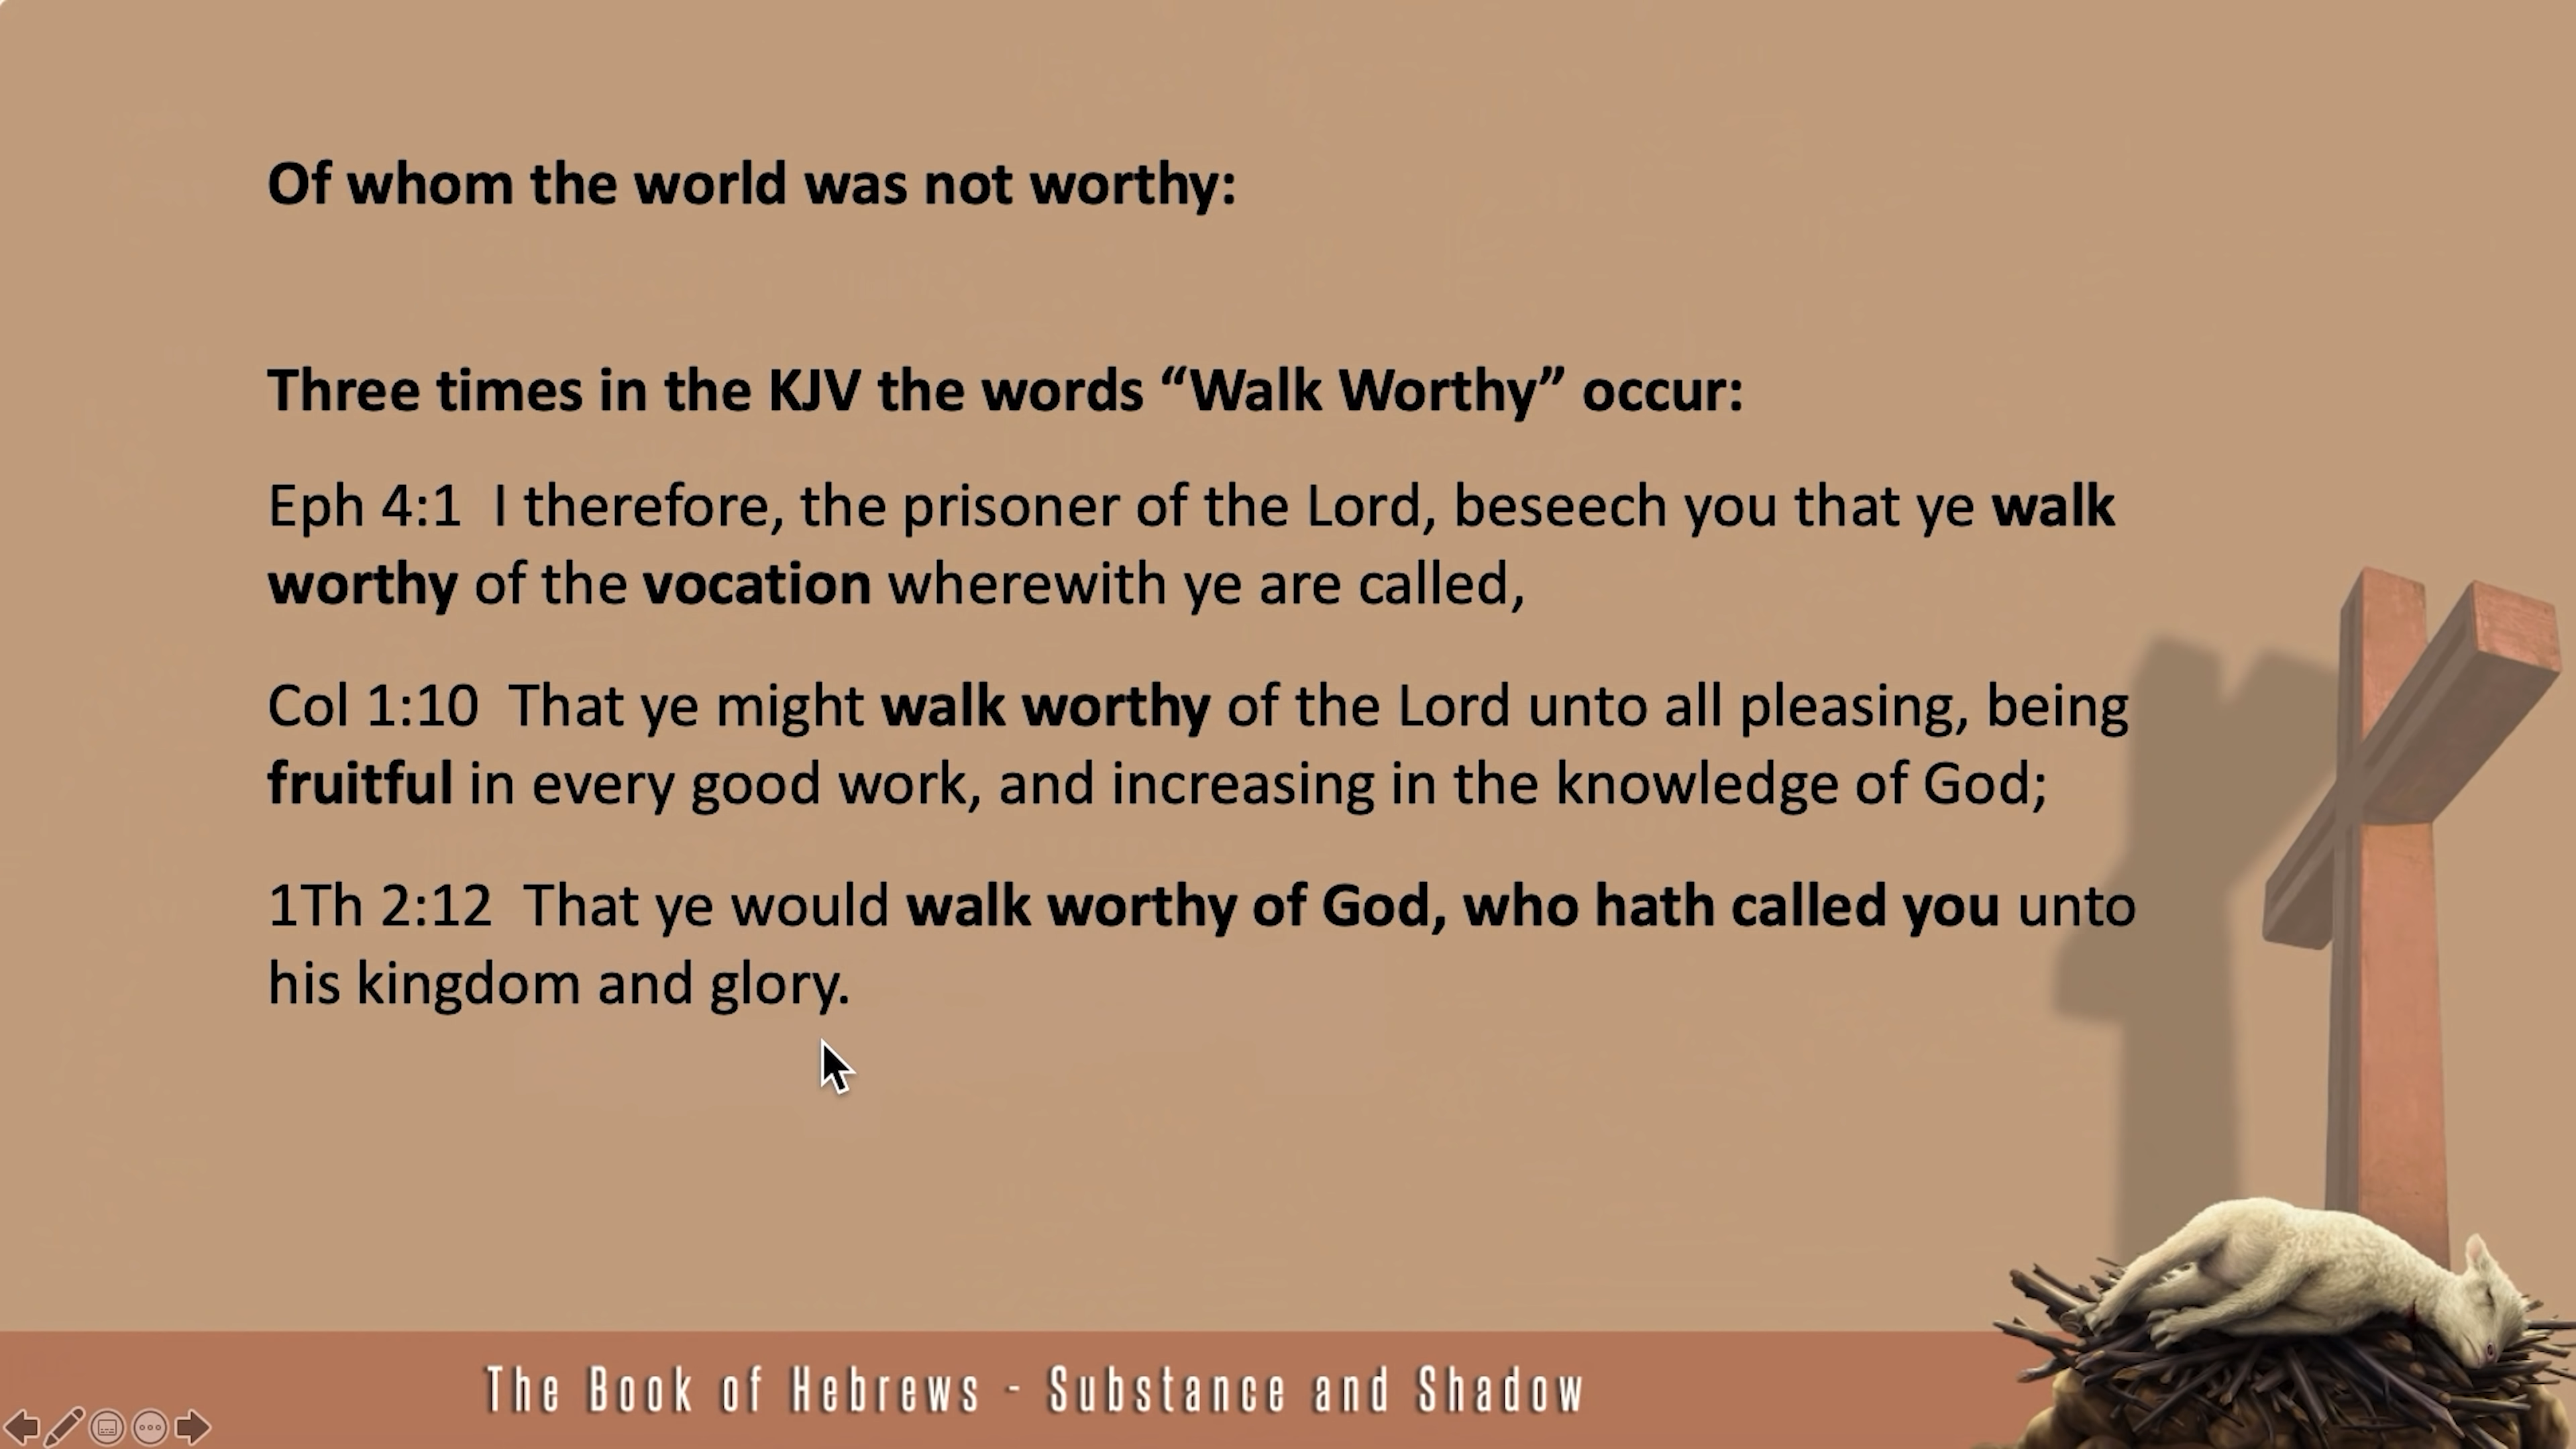 Of whom the world was not worthy:
Three times in the KJV the words “Walk Worthy” occur:
Eph 4:1  I therefore, the prisoner of the Lord, beseech you that ye walk
worthy of the vocation wherewith ye are called,
Col 1:10  That ye might walk worthy of the Lord unto all pleasing, being
fruitful in every good work, and increasing in the knowledge of God;
1Th 2:12  That ye would walk worthy of God, who hath called you unto
his kingdom and glory.
The Book of Hebrews - Substance and Shadow